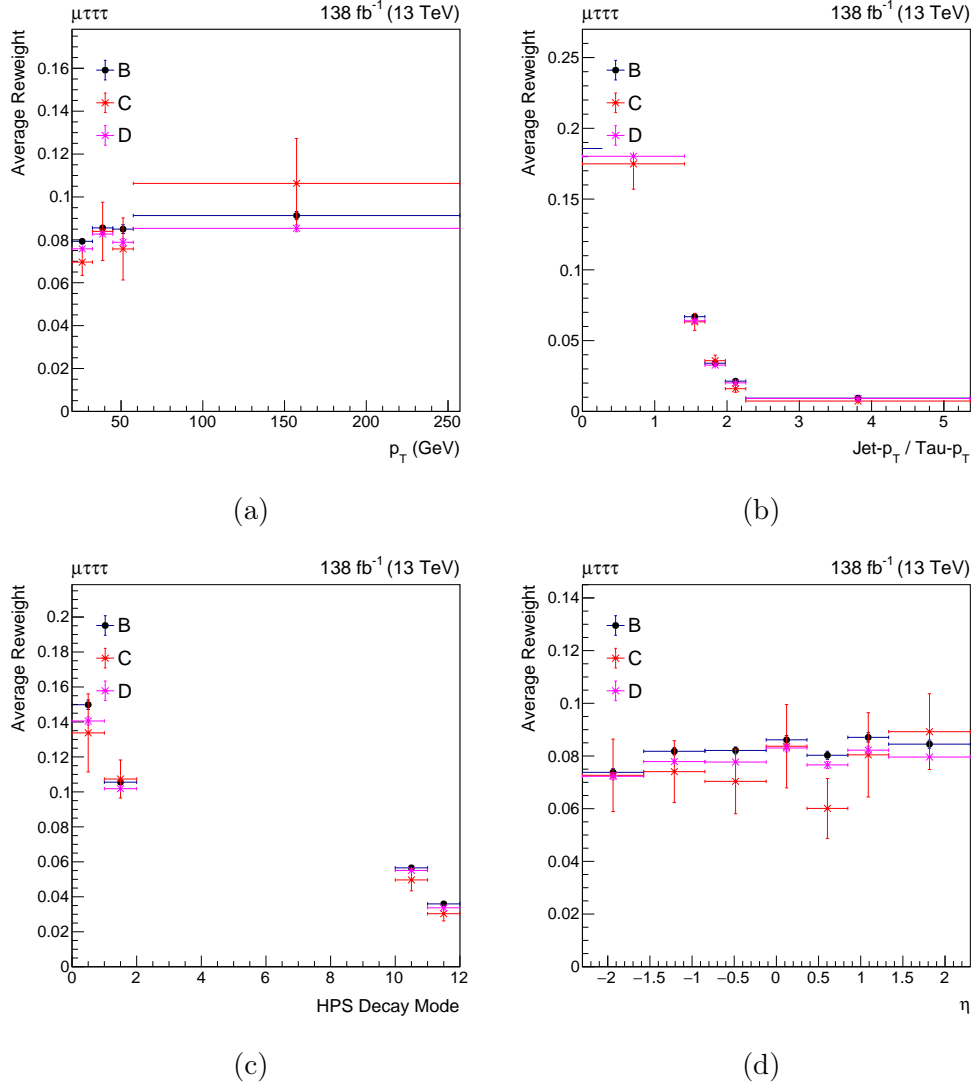 μτττ 138 fb⁻¹ (13 TeV)
Average Reweight
B
C
D
0.16
0.14
0.12
0.1
0.08
0.06
0.04
0.02
0
50 100 150 200 250
p_T (GeV)
(a)
μτττ 138 fb⁻¹ (13 TeV)
Average Reweight
B
C
D
0.25
0.2
0.15
0.1
0.05
0
0 1 2 3 4 5
Jet-p_T / Tau-p_T
(b)
μτττ 138 fb⁻¹ (13 TeV)
Average Reweight
B
C
D
0.2
0.18
0.16
0.14
0.12
0.1
0.08
0.06
0.04
0.02
0
0 2 4 6 8 10 12
HPS Decay Mode
(c)
μτττ 138 fb⁻¹ (13 TeV)
Average Reweight
B
C
D
0.14
0.12
0.1
0.08
0.06
0.04
0.02
0
−2 −1.5 −1 −0.5 0 0.5 1 1.5 2
η
(d)